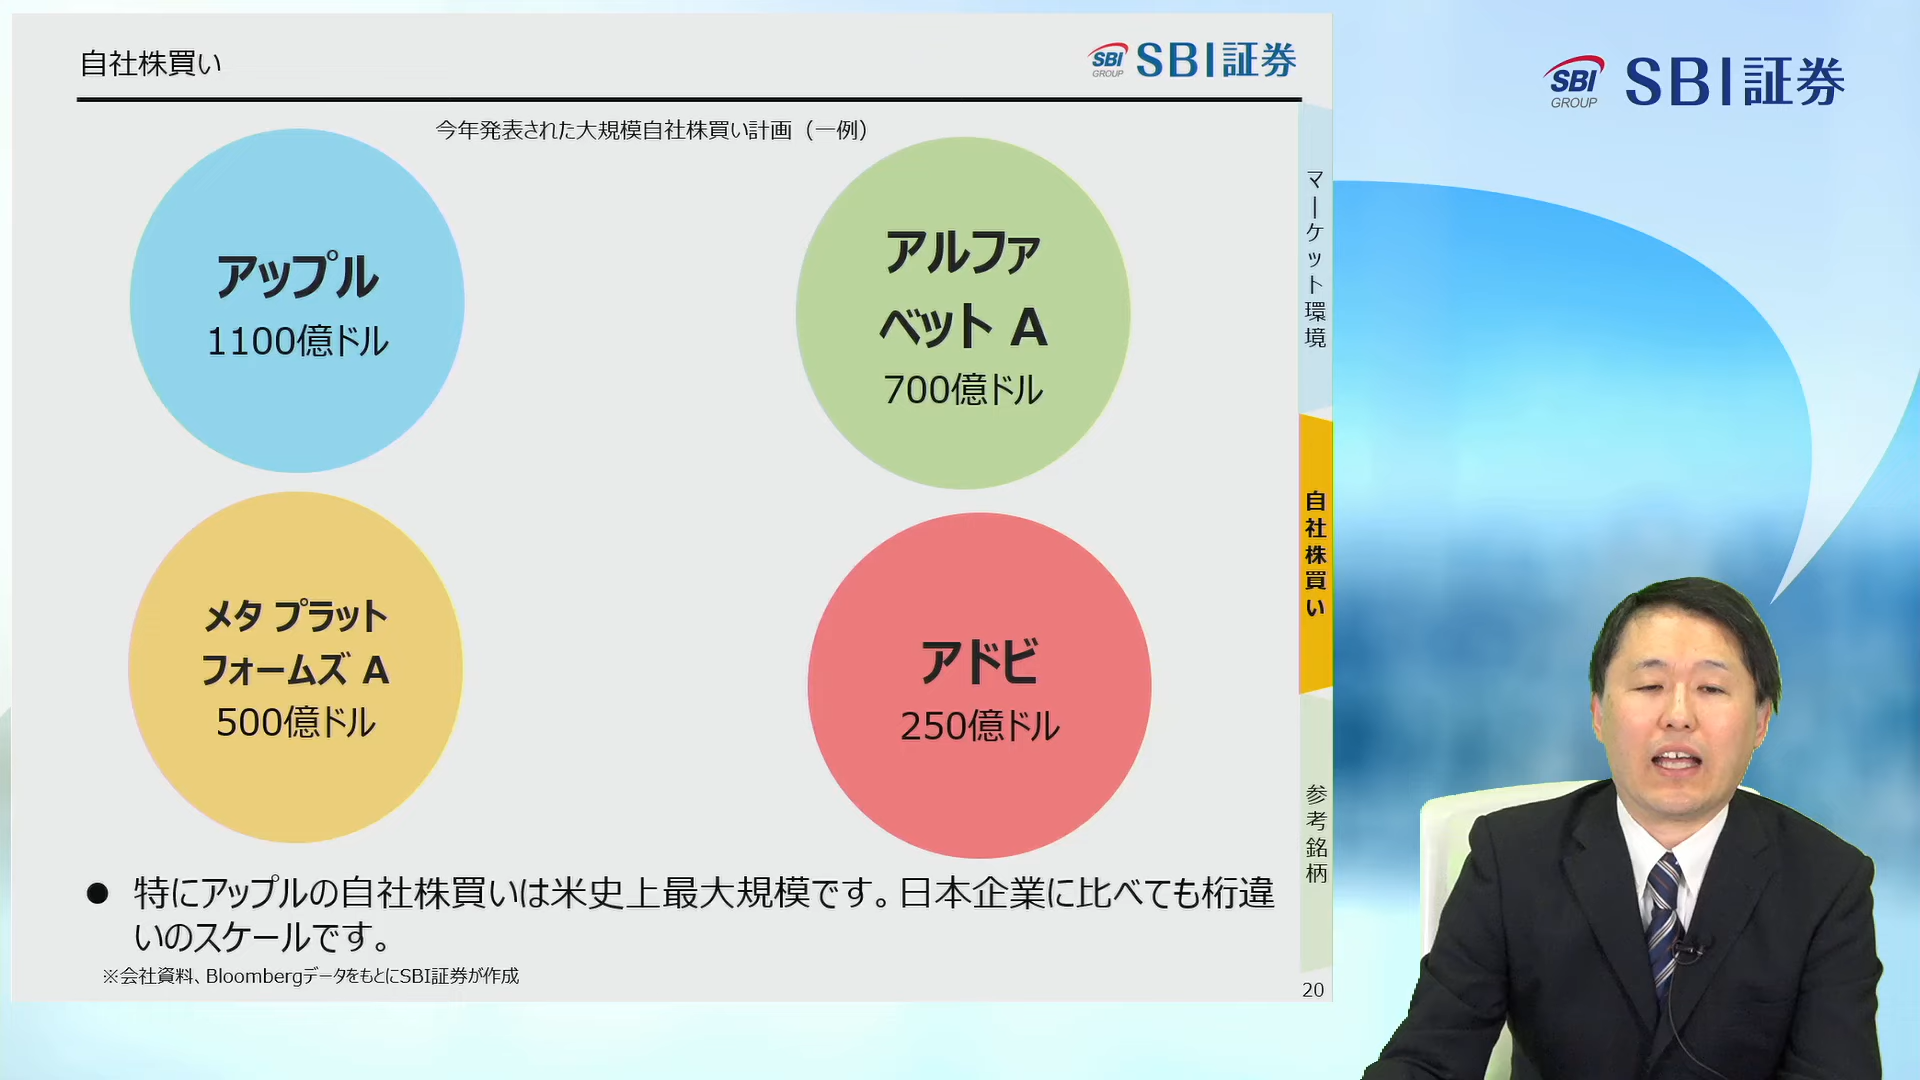 自社株買い
SBI GROUP SBI証券
SBI GROUP SBI証券
今年発表された大規模自社株買い計画（一例）
アップル
1100億ドル
アルファ
ベット A
700億ドル
メタ プラット
フォームズ A
500億ドル
アドビ
250億ドル
マーケット環境
自社株買い
参考銘柄
● 特にアップルの自社株買いは米史上最大規模です。日本企業に比べても桁違
いのスケールです。
※会社資料、BloombergデータをもとにSBI証券が作成
20